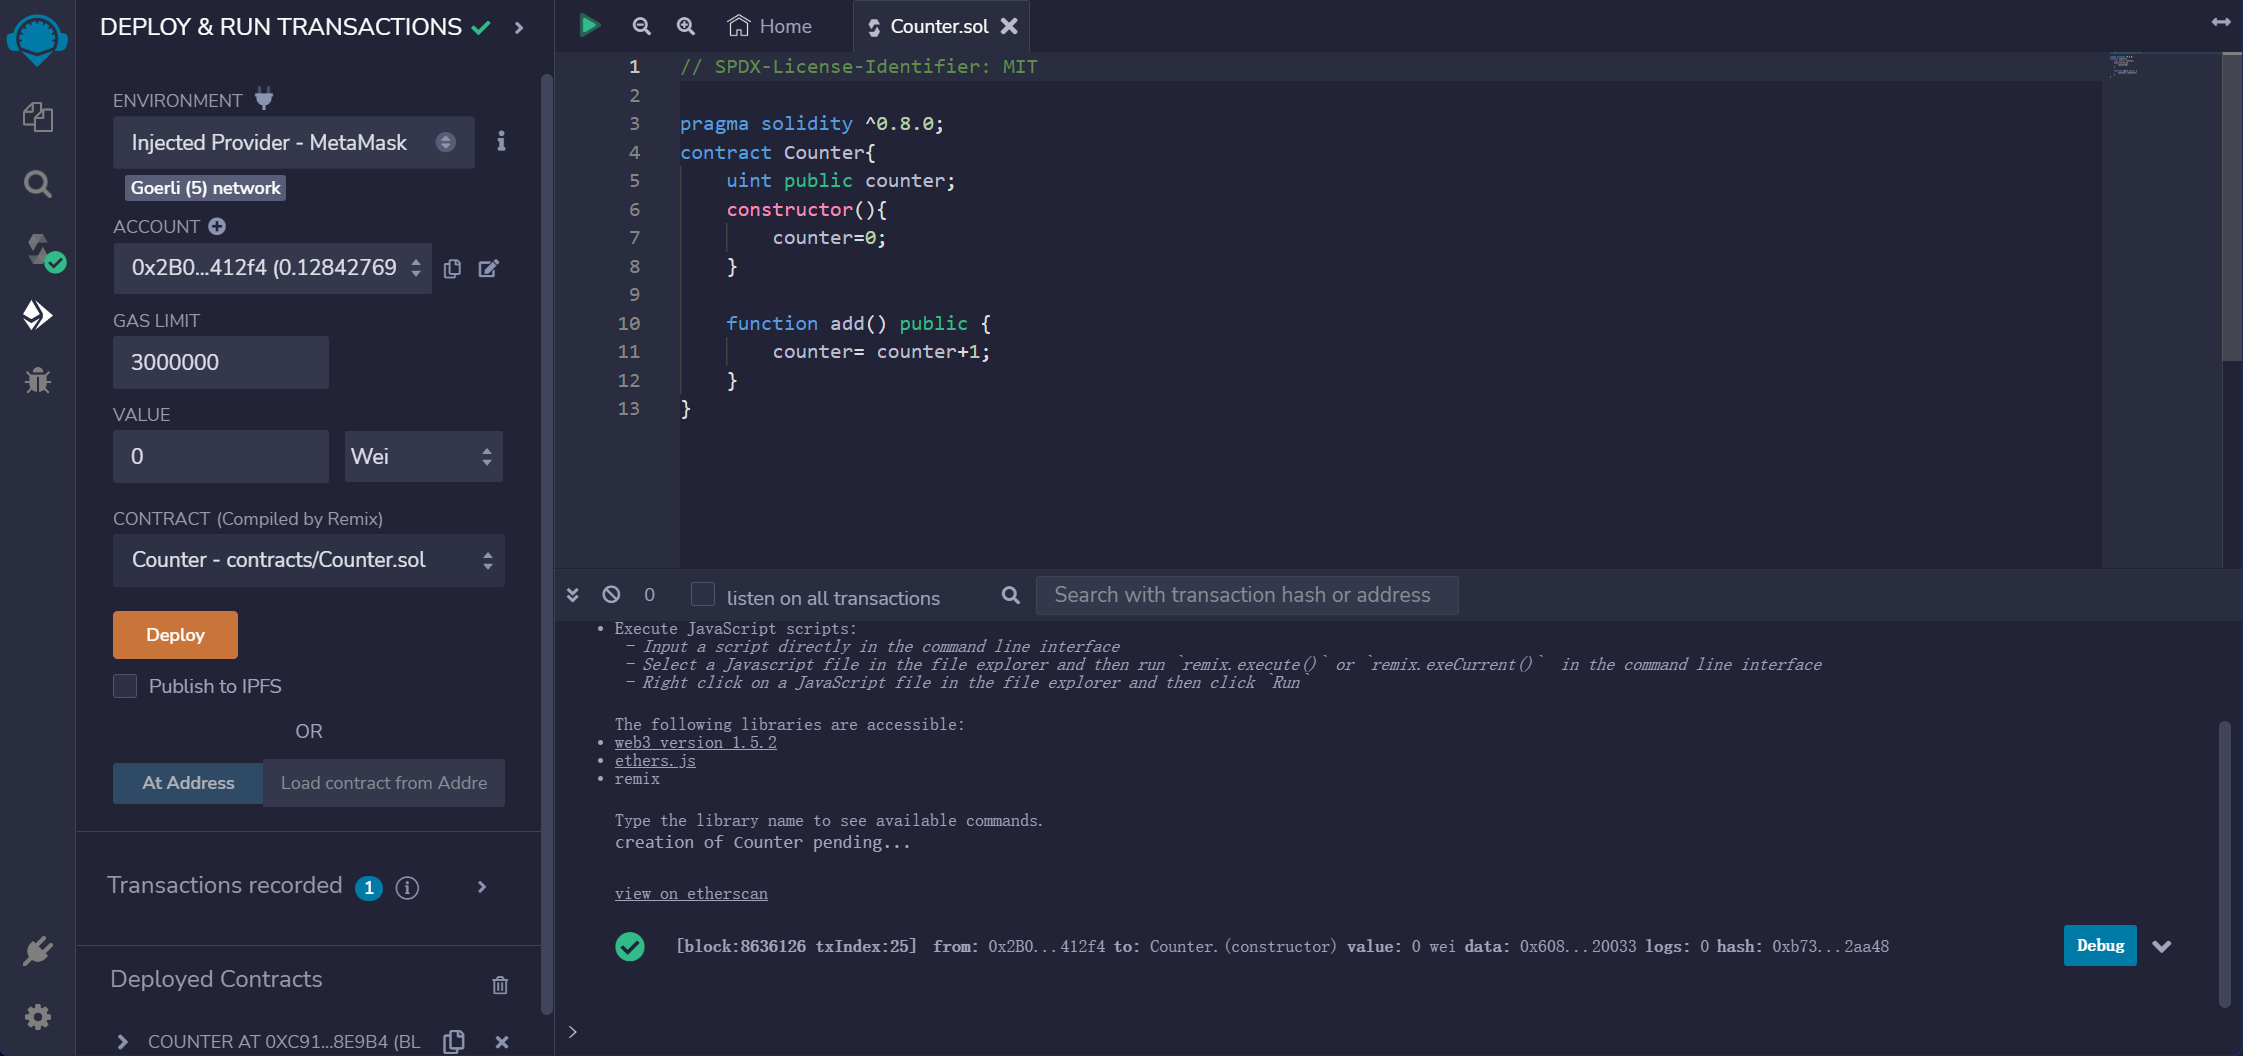 DEPLOY & RUN TRANSACTIONS
ENVIRONMENT
Injected Provider - MetaMask
Goerli (5) network
ACCOUNT
0x2B0...412f4 (0.12842769
GAS LIMIT
3000000
VALUE
0
Wei
CONTRACT (Compiled by Remix)
Counter - contracts/Counter.sol
Deploy
Publish to IPFS
OR
At Address
Load contract from Addre
Transactions recorded 1
Deployed Contracts
COUNTER AT 0XC91...8E9B4 (BL
Home
Counter.sol
1 // SPDX-License-Identifier: MIT
2
3 pragma solidity ^0.8.0;
4 contract Counter{
5 uint public counter;
6 constructor(){
7 counter=0;
8 }
9
10 function add() public {
11 counter= counter+1;
12 }
13 }
0
listen on all transactions
Search with transaction hash or address
• Execute JavaScript scripts:
- Input a script directly in the command line interface
- Select a Javascript file in the file explorer and then run `remix.execute()` or `remix.exeCurrent()` in the command line interface
- Right click on a JavaScript file in the file explorer and then click `Run`
The following libraries are accessible:
• web3 version 1.5.2
• ethers.js
• remix
Type the library name to see available commands.
creation of Counter pending...
view on etherscan
[block:8636126 txIndex:25] from: 0x2B0...412f4 to: Counter.(constructor) value: 0 wei data: 0x608...20033 logs: 0 hash: 0xb73...2aa48
Debug
>